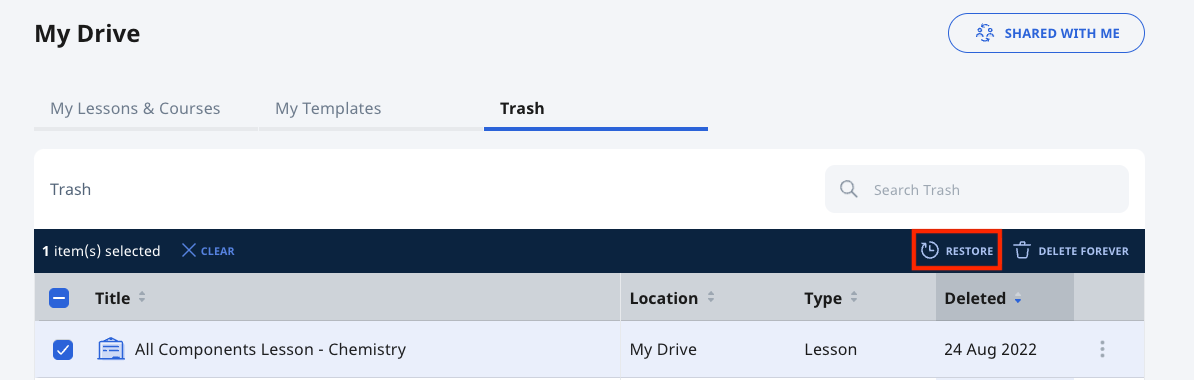 My Drive
SHARED WITH ME
My Lessons & Courses My Templates Trash
Trash Search Trash
1 item(s) selected CLEAR RESTORE DELETE FOREVER
Title Location Type Deleted
All Components Lesson - Chemistry My Drive Lesson 24 Aug 2022